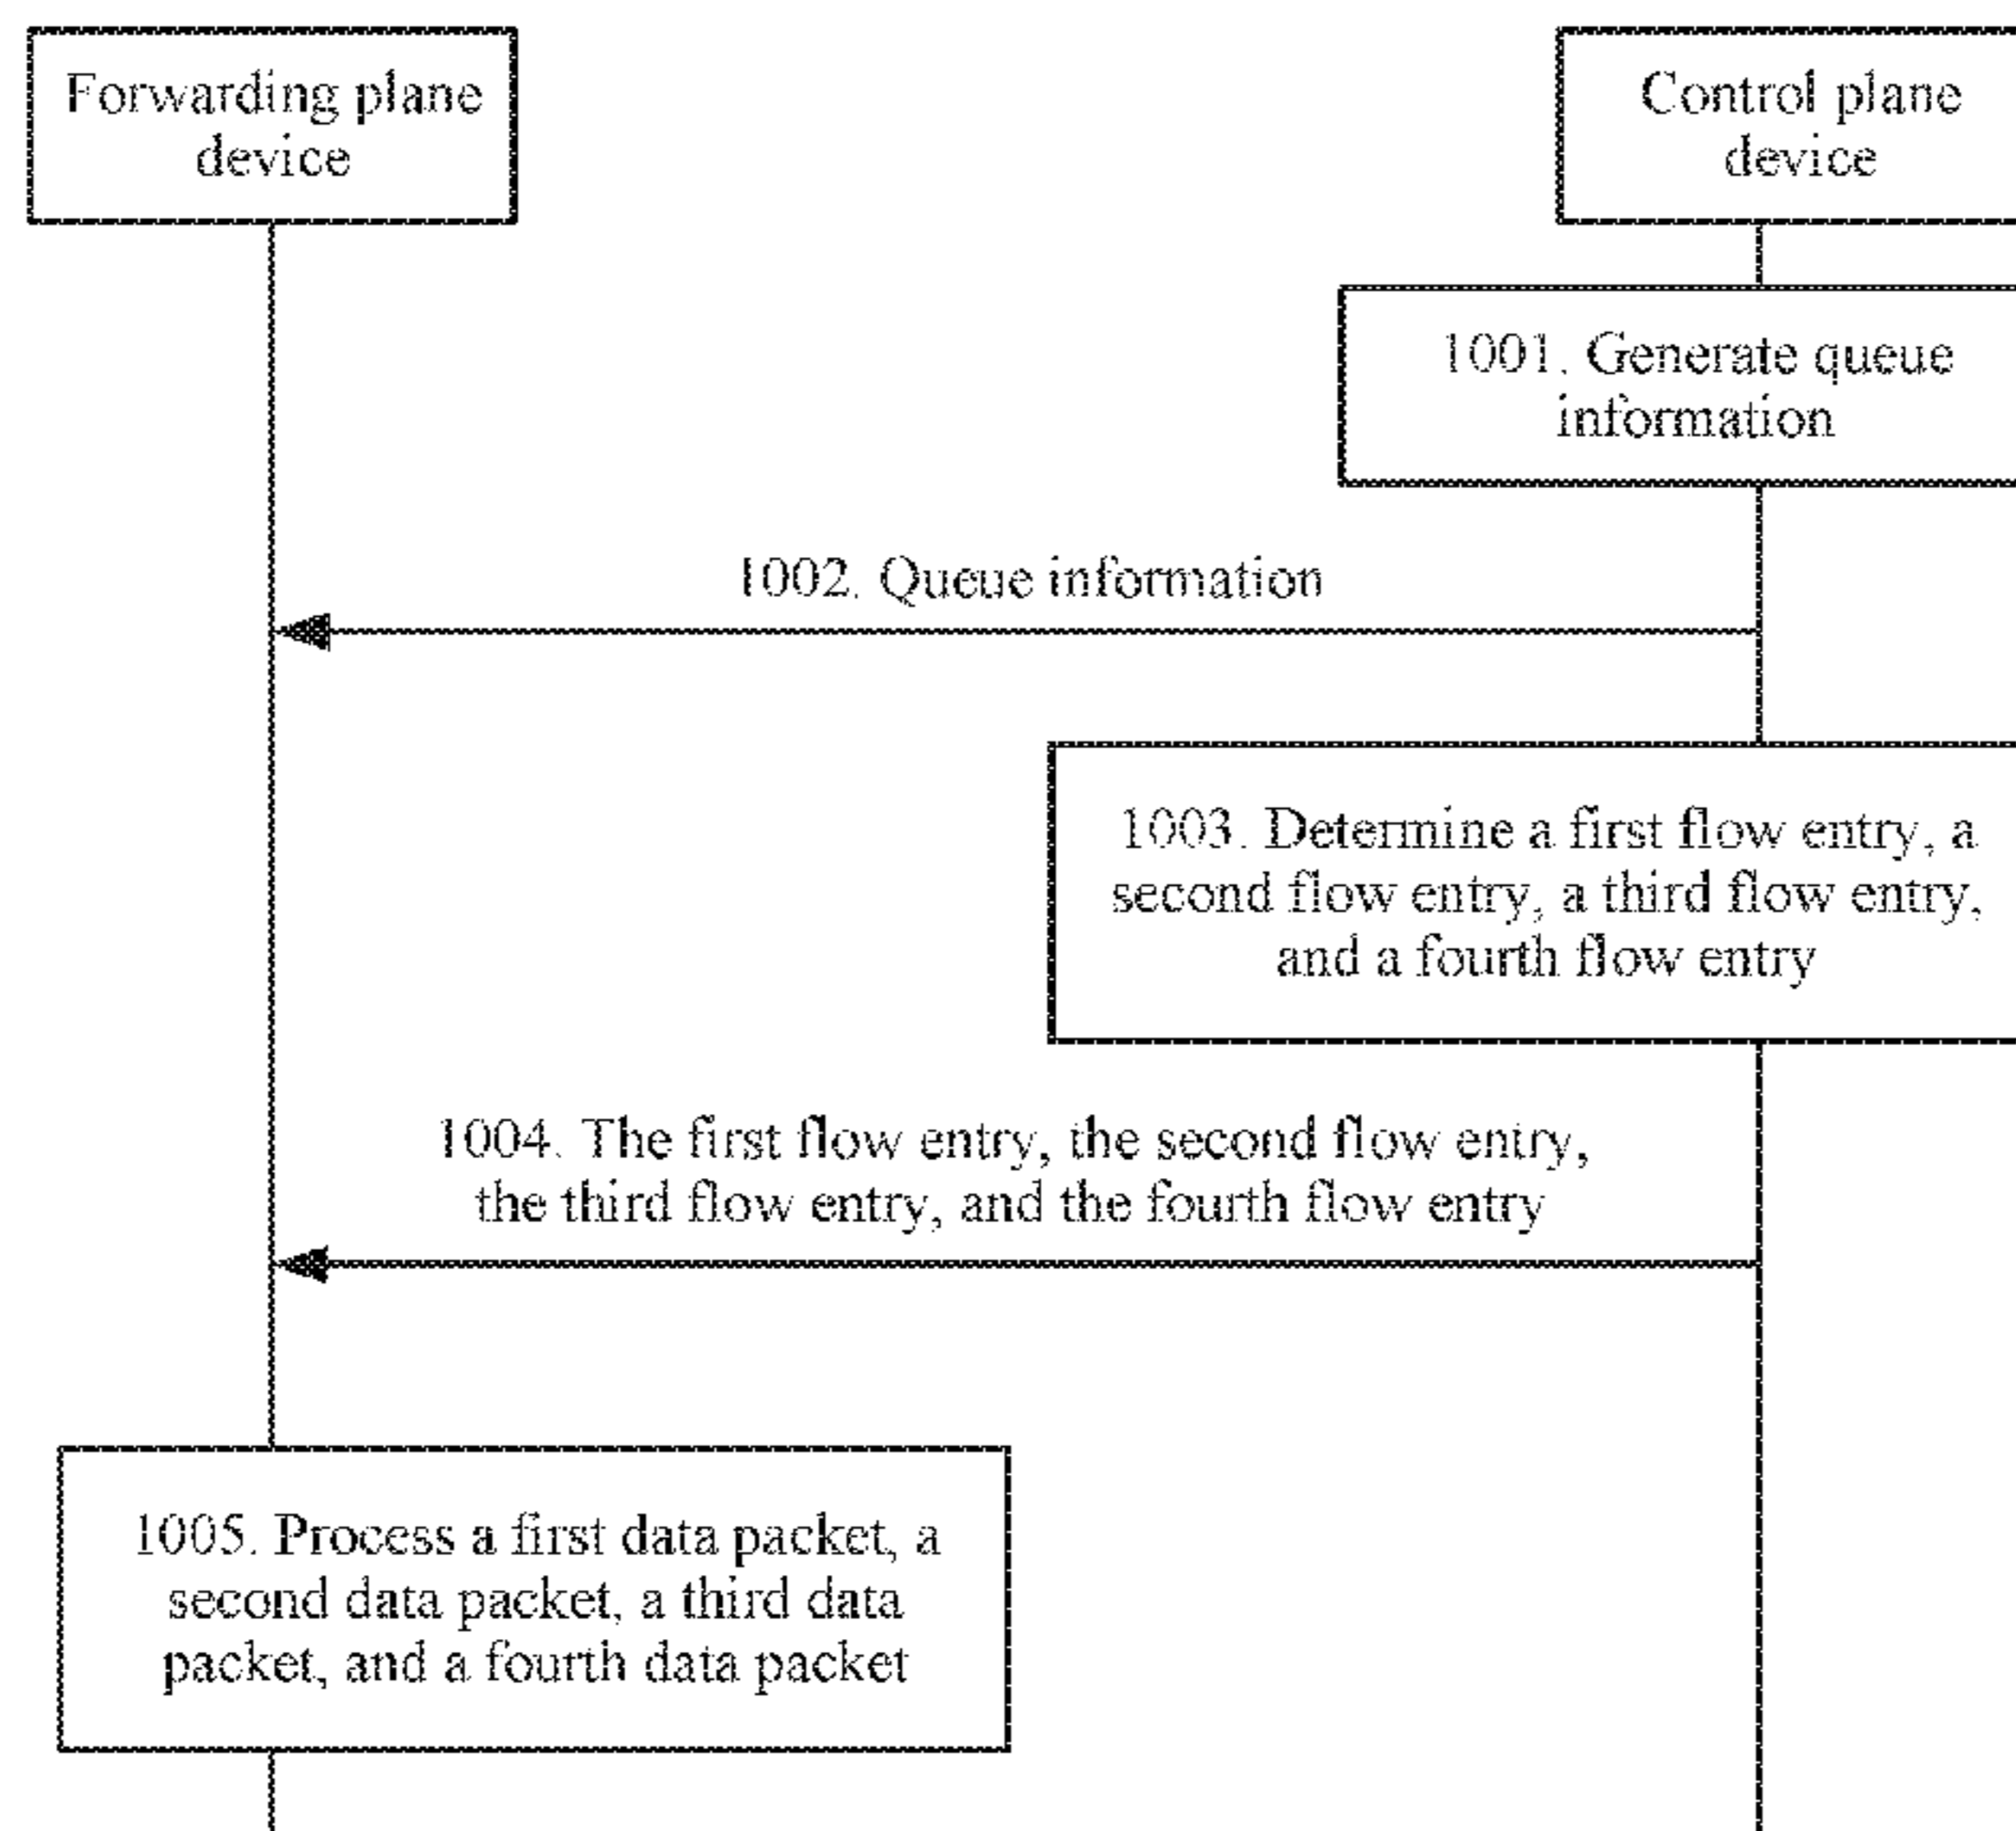 Forwarding plane
device
Control plane
device
1001. Generate queue
information
1002. Queue information
1003. Determine a first flow entry, a
second flow entry, a third flow entry,
and a fourth flow entry
1004. The first flow entry, the second flow entry,
the third flow entry, and the fourth flow entry
1005. Process a first data packet, a
second data packet, a third data
packet, and a fourth data packet